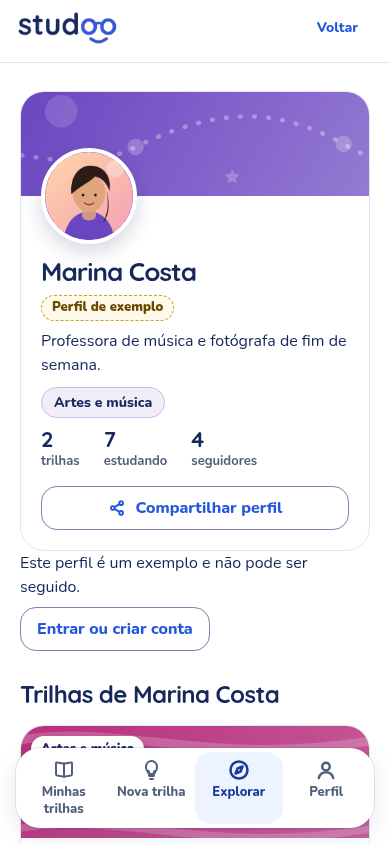 studoo
Voltar
Marina Costa
Perfil de exemplo
Professora de música e fotógrafa de fim de
semana.
Artes e música
2 7 4
trilhas estudando seguidores
Compartilhar perfil
Este perfil é um exemplo e não pode ser
seguido.
Entrar ou criar conta
Trilhas de Marina Costa
Artes e música
Minhas
trilhas
Nova trilha
Explorar
Perfil